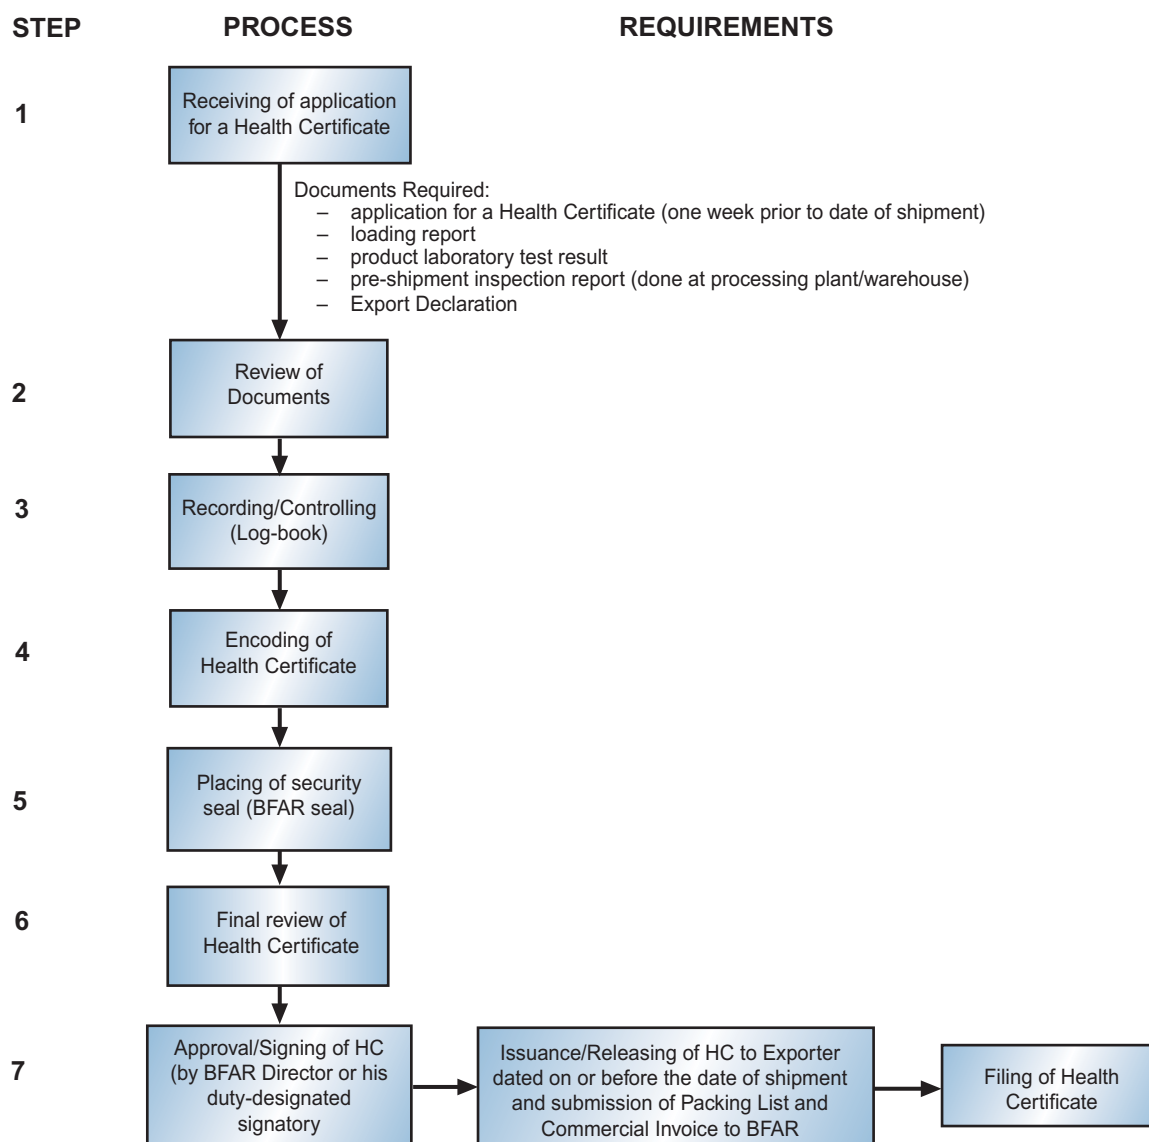 STEP PROCESS REQUIREMENTS
1
Receiving of application
for a Health Certificate
Documents Required:
– application for a Health Certificate (one week prior to date of shipment)
– loading report
– product laboratory test result
– pre-shipment inspection report (done at processing plant/warehouse)
– Export Declaration
2
Review of
Documents
3
Recording/Controlling
(Log-book)
4
Encoding of
Health Certificate
5
Placing of security
seal (BFAR seal)
6
Final review of
Health Certificate
7
Approval/Signing of HC
(by BFAR Director or his
duty-designated
signatory
Issuance/Releasing of HC to Exporter
dated on or before the date of shipment
and submission of Packing List and
Commercial Invoice to BFAR
Filing of Health
Certificate